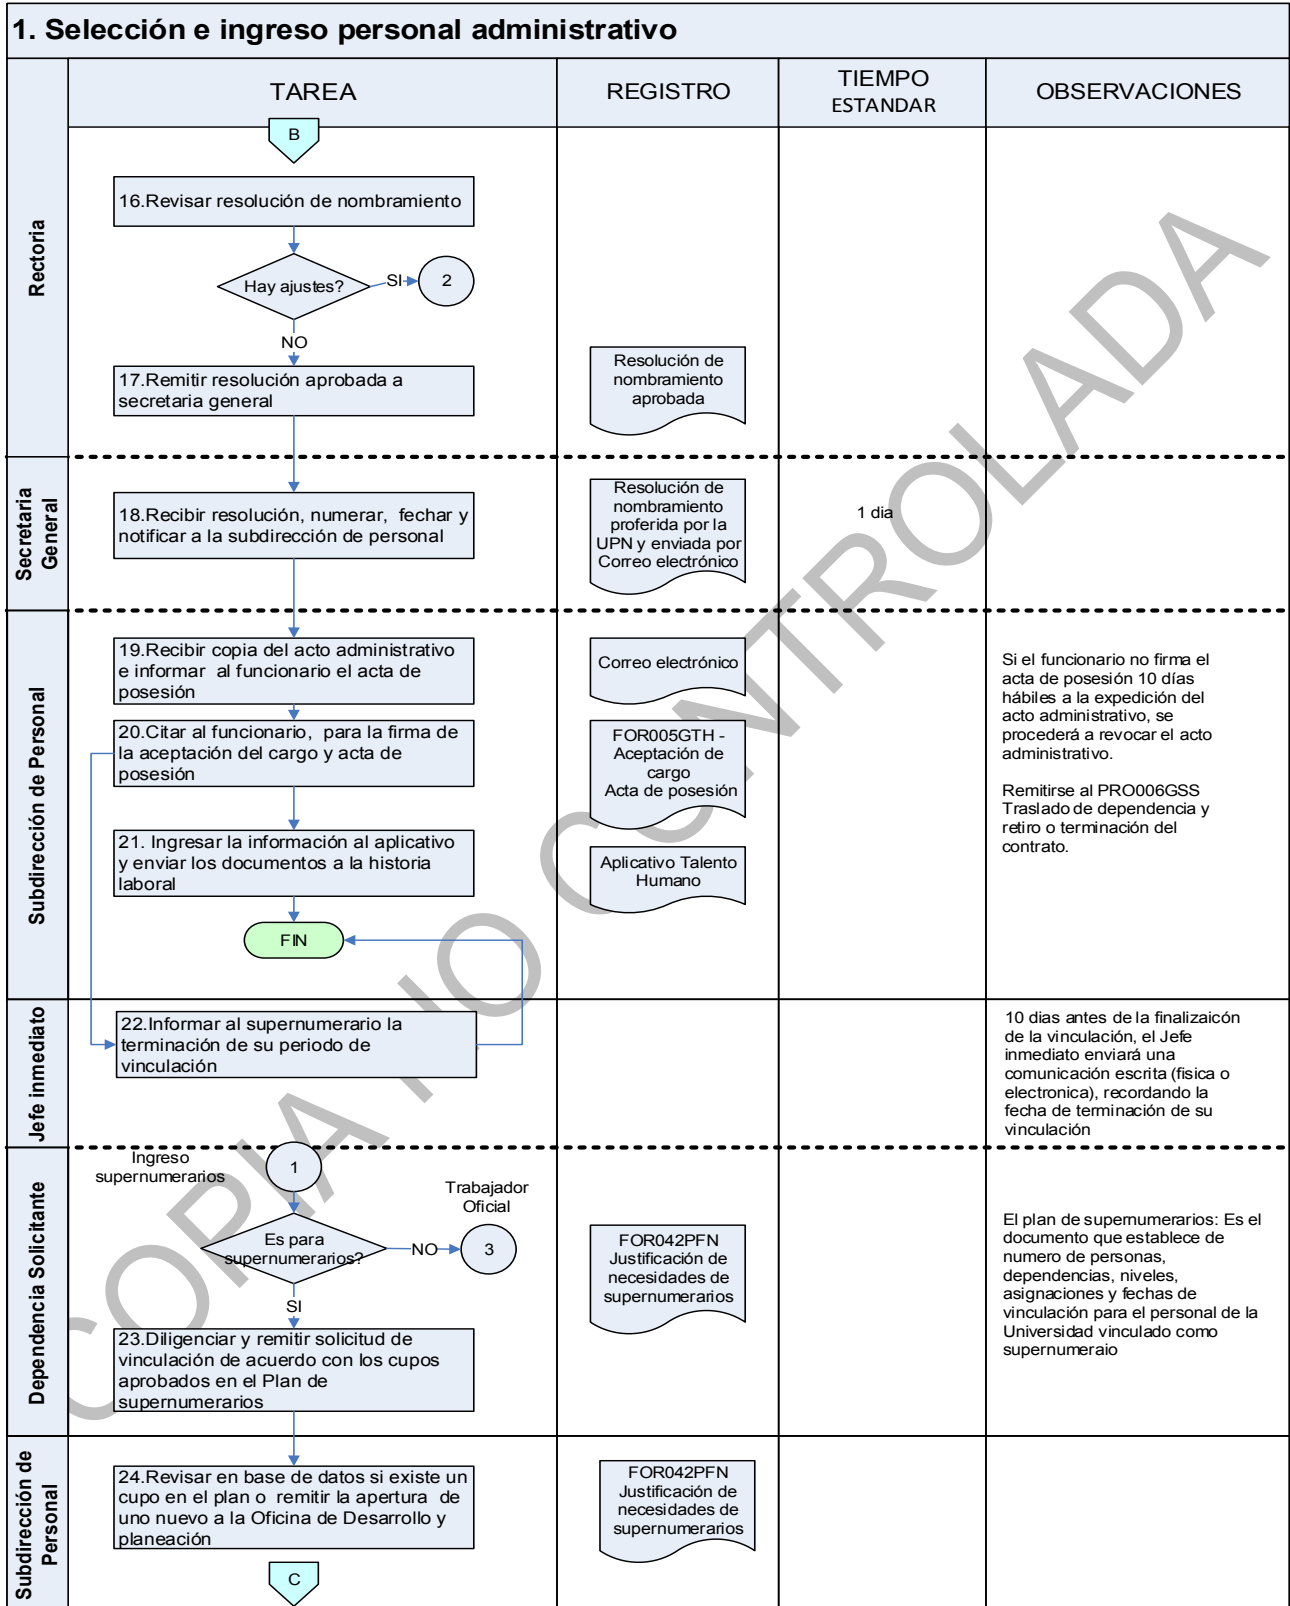 1. Selección e ingreso personal administrativo
TAREA
REGISTRO
TIEMPO
ESTANDAR
OBSERVACIONES
Rectoria
B
16.Revisar resolución de nombramiento
Hay ajustes?
SI
2
NO
17.Remitir resolución aprobada a
secretaria general
Resolución de
nombramiento
aprobada
Secretaria
General
18.Recibir resolución, numerar, fechar y
notificar a la subdirección de personal
Resolución de
nombramiento
proferida por la
UPN y enviada por
Correo electrónico
1 dia
Subdirección de Personal
19.Recibir copia del acto administrativo
e informar al funcionario el acta de
posesión
Correo electrónico
20.Citar al funcionario, para la firma de
la aceptación del cargo y acta de
posesión
FOR005GTH -
Aceptación de
cargo
Acta de posesión
21. Ingresar la información al aplicativo
y enviar los documentos a la historia
laboral
Aplicativo Talento
Humano
FIN
Si el funcionario no firma el
acta de posesión 10 días
hábiles a la expedición del
acto administrativo, se
procederá a revocar el acto
administrativo.
Remitirse al PRO006GSS
Traslado de dependencia y
retiro o terminación del
contrato.
Jefe inmediato
22.Informar al supernumerario la
terminación de su periodo de
vinculación
10 dias antes de la finalizaicón
de la vinculación, el Jefe
inmediato enviará una
comunicación escrita (fisica o
electronica), recordando la
fecha de terminación de su
vinculación
Dependencia Solicitante
Ingreso
supernumerarios
1
Es para
supernumerarios?
NO
Trabajador
Oficial
3
SI
23.Diligenciar y remitir solicitud de
vinculación de acuerdo con los cupos
aprobados en el Plan de
supernumerarios
FOR042PFN
Justificación de
necesidades de
supernumerarios
El plan de supernumerarios: Es el
documento que establece de
numero de personas,
dependencias, niveles,
asignaciones y fechas de
vinculación para el personal de la
Universidad vinculado como
supernumeraio
Subdirección de
Personal
24.Revisar en base de datos si existe un
cupo en el plan o remitir la apertura de
uno nuevo a la Oficina de Desarrollo y
planeación
FOR042PFN
Justificación de
necesidades de
supernumerarios
C
COPIA NO CONTROLADA